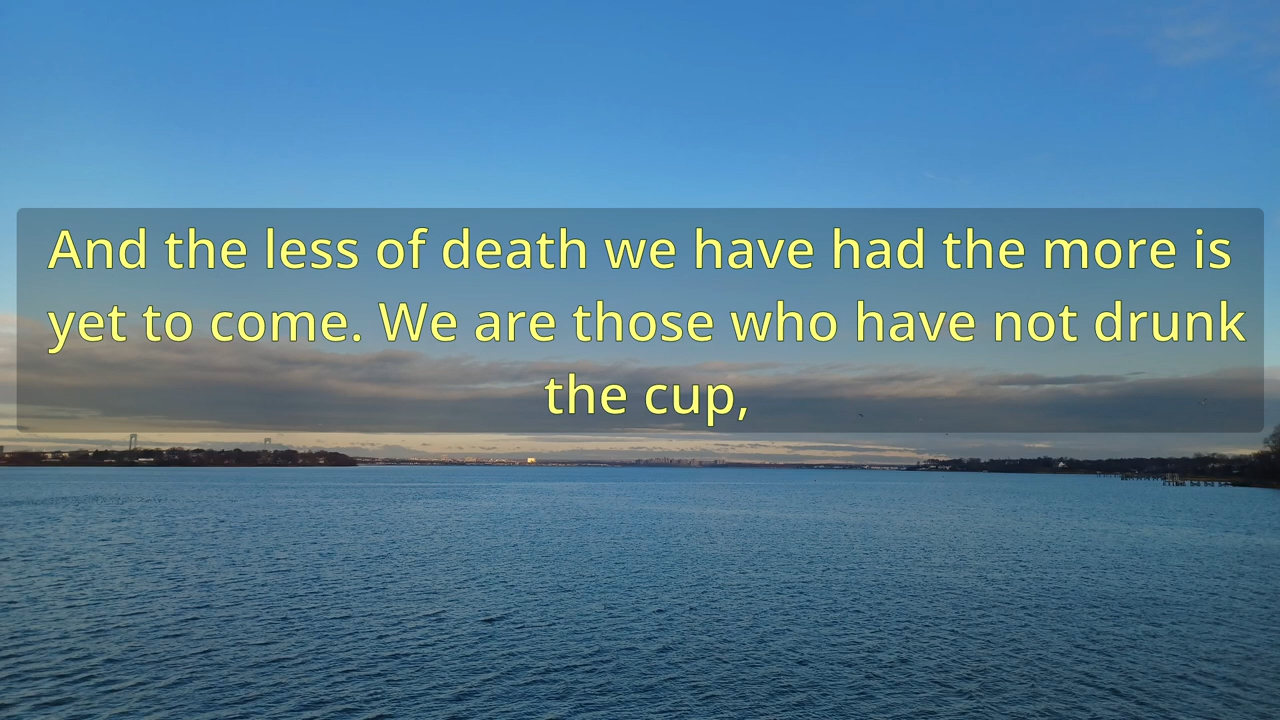 And the less of death we have had the more is
yet to come. We are those who have not drunk
the cup,